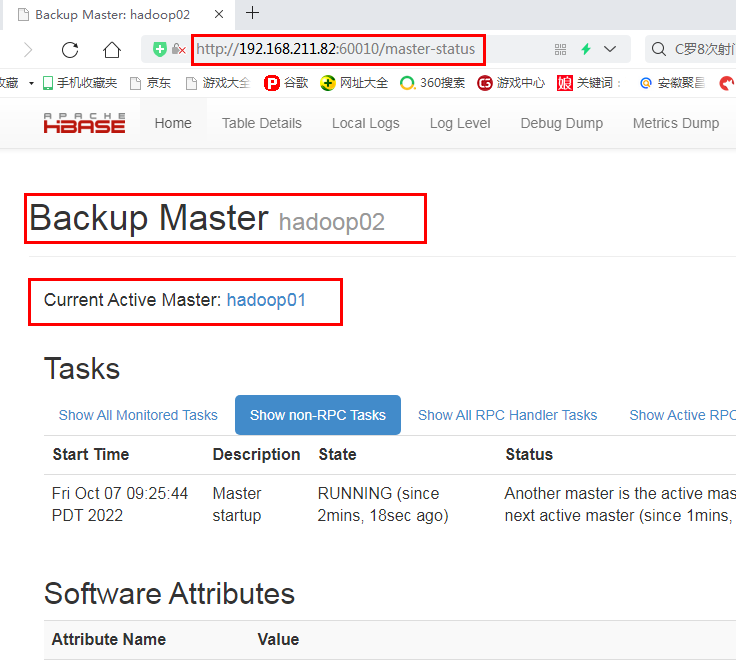 Backup Master: hadoop02
http://192.168.211.82:60010/master-status
C罗8次射门
收藏 手机收藏夹 京东 游戏大全 谷歌 网址大全 360搜索 游戏中心 娘 关键词： 安徽聚昌
APACHE
HBASE
Home Table Details Local Logs Log Level Debug Dump Metrics Dump
Backup Master hadoop02
Current Active Master: hadoop01
Tasks
Show All Monitored Tasks Show non-RPC Tasks Show All RPC Handler Tasks Show Active RPC
Start Time Description State Status
Fri Oct 07 09:25:44 Master RUNNING (since Another master is the active mas
PDT 2022 startup 2mins, 18sec ago) next active master (since 1mins,
Software Attributes
Attribute Name Value